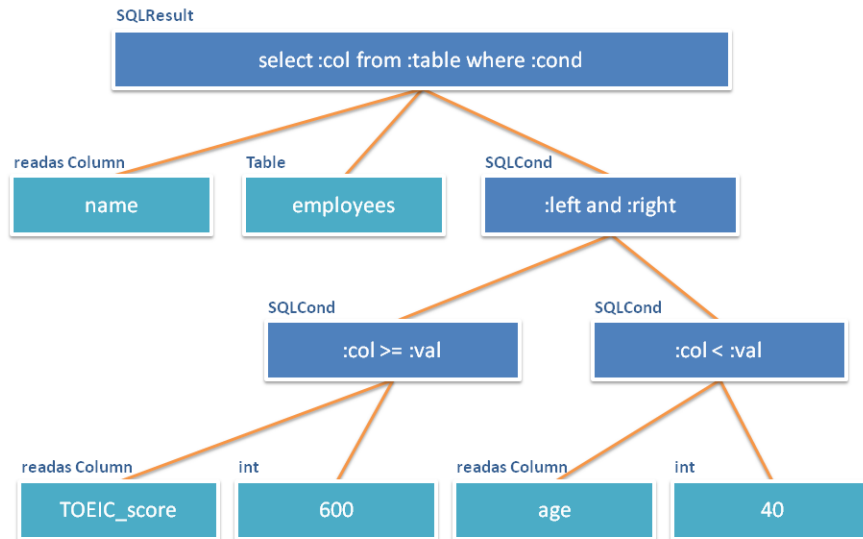 SQLResult
select :col from :table where :cond
readas Column
Table
SQLCond
name
employees
:left and :right
SQLCond
SQLCond
:col >= :val
:col < :val
readas Column
int
readas Column
int
TOEIC_score
600
age
40